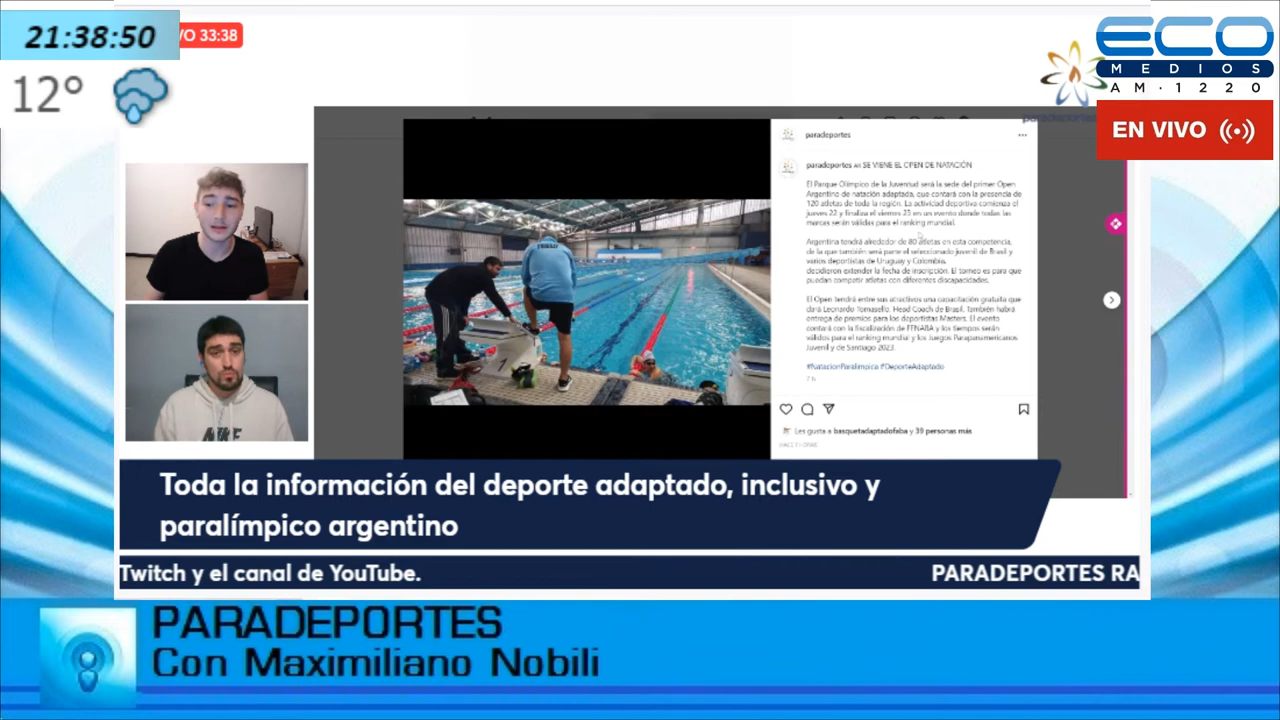 21:38:50
VO 33:38
12°
ECO
MEDIOS
AM·1220
EN VIVO
paradeportes
paradeportes
paradeportes SE VIENE EL OPEN DE NATACIÓN
El Parque Olímpico de la Juventud será la sede del primer Open
Argentino de natación adaptada, que contará con la presencia de
120 atletas de toda la región. La actividad deportiva comienza el
jueves 22 y finaliza el viernes 23 en un evento donde todas las
marcas serán válidas para el ranking mundial.
Argentina tendrá alrededor de 80 atletas en esta competencia,
de la que también será parte el seleccionado juvenil de Brasil y
varios deportistas de Uruguay y Colombia.
decidieron extender la fecha de inscripción. El torneo es para que
puedan competir atletas con diferentes discapacidades.
El Open tendrá entre sus atractivos una capacitación gratuita que
dará Leonardo Tomasello, Head Coach de Brasil. También habrá
entrega de premios para los deportistas Masters. El evento
contará con la fiscalización de FENABA y los tiempos serán
válidos para el ranking mundial y los Juegos Parapanamericanos
Juvenil y de Santiago 2023.
#NatacionParalimpica #DeporteAdaptado
7 h
Les gusta a basquetadaptadofaba y 39 personas más
HACE 7 HORAS
Toda la información del deporte adaptado, inclusivo y
paralímpico argentino
Twitch y el canal de YouTube. PARADEPORTES RA
PARADEPORTES
Con Maximiliano Nobili